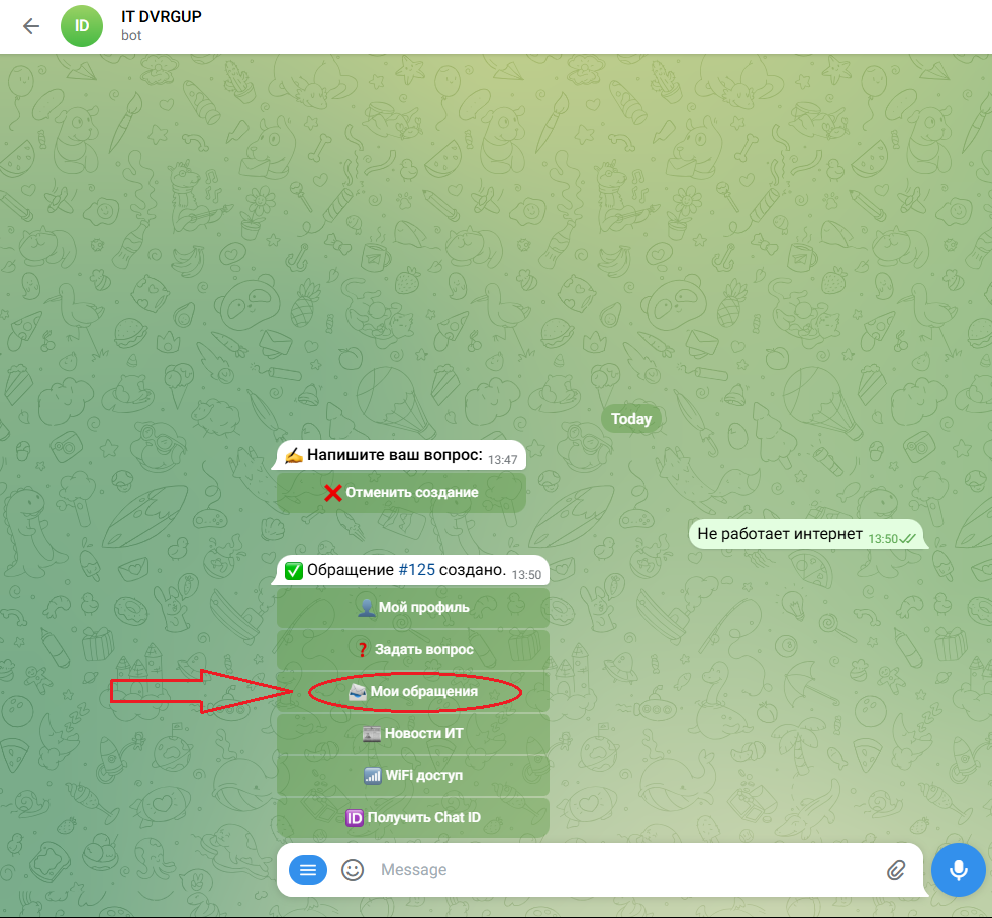 ID
IT DVRGUP
bot
Today
✍️ Напишите ваш вопрос: 13:47
❌ Отменить создание
Не работает интернет 13:50
✅ Обращение #125 создано. 13:50
👤 Мой профиль
❓ Задать вопрос
📨 Мои обращения
📰 Новости ИТ
📶 WiFi доступ
🆔 Получить Chat ID
Message